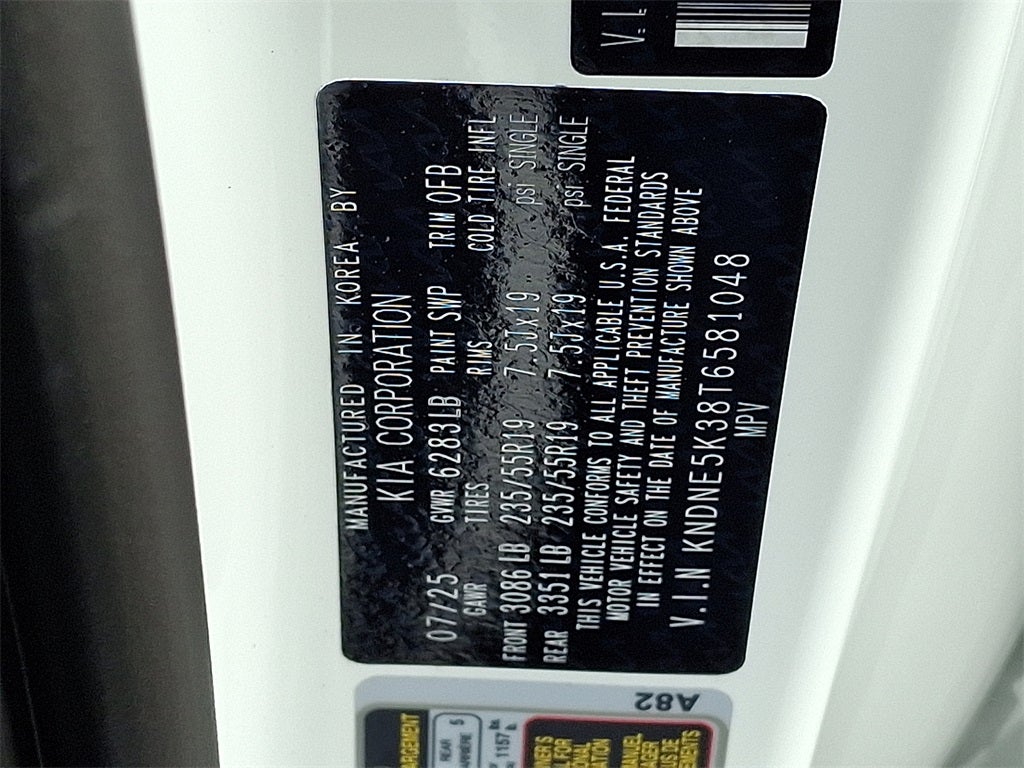 MANUFACTURED IN KOREA BY
KIA CORPORATION
07/25 GVWR 6283LB PAINT SWP TRIM OFB
GAWR TIRES RIMS COLD TIRE INFL
FRONT 3086 LB 235/55R19 7.5Jx19 psi SINGLE
REAR 3351 LB 235/55R19 7.5Jx19 psi SINGLE
THIS VEHICLE CONFORMS TO ALL APPLICABLE U.S.A. FEDERAL
MOTOR VEHICLE SAFETY AND THEFT PREVENTION STANDARDS
IN EFFECT ON THE DATE OF MANUFACTURE SHOWN ABOVE
V.I.N KNDNE5K38T6581048
MPV
A82
REAR 5
1157